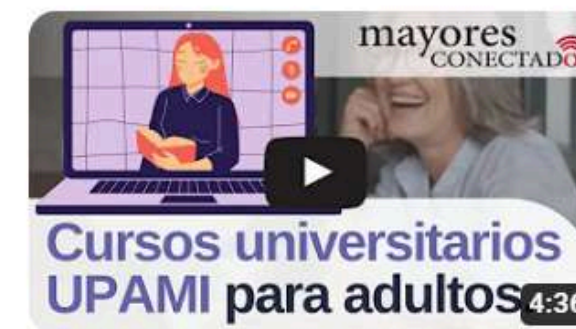 mayores
CONECTADO
Cursos universitarios
UPAMI para adultos
4:36